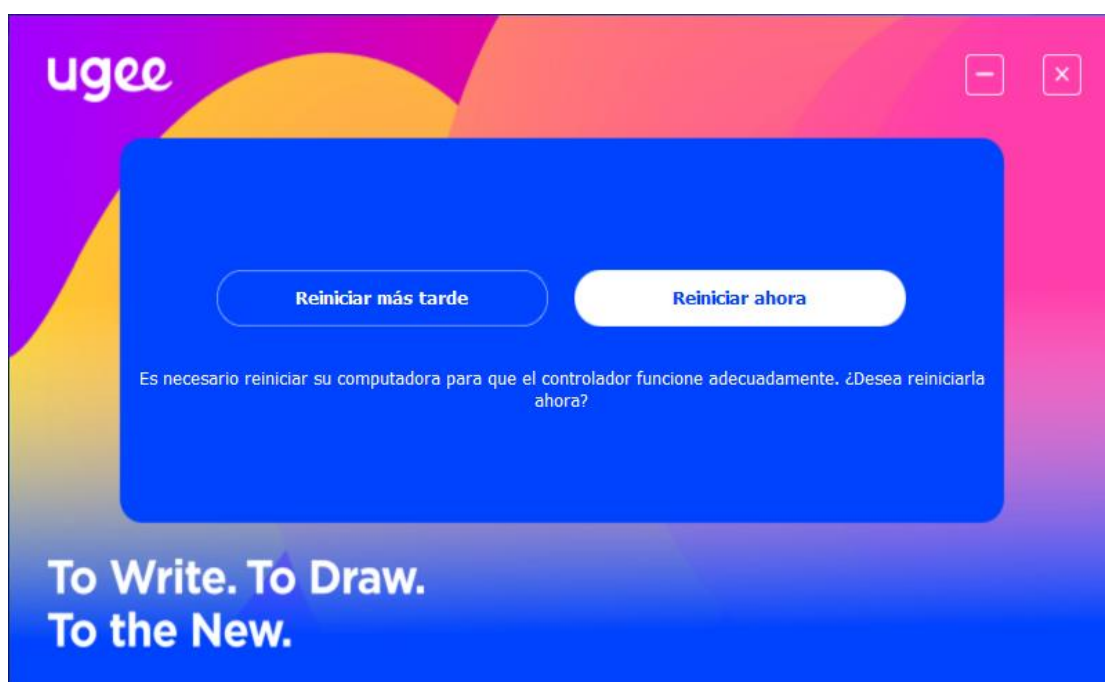 ugee
Reiniciar más tarde
Reiniciar ahora
Es necesario reiniciar su computadora para que el controlador funcione adecuadamente. ¿Desea reiniciarla
ahora?
To Write. To Draw.
To the New.